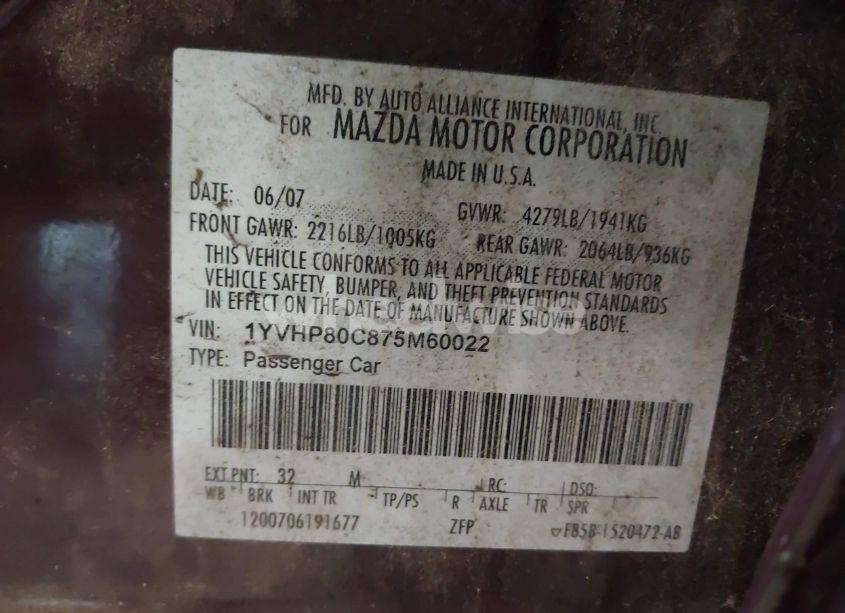 MFD. BY AUTO ALLIANCE INTERNATIONAL, INC.
FOR MAZDA MOTOR CORPORATION
MADE IN U.S.A.
DATE: 06/07 GVWR: 4279LB/1941KG
FRONT GAWR: 2216LB/1005KG REAR GAWR: 2064LB/936KG
THIS VEHICLE CONFORMS TO ALL APPLICABLE FEDERAL MOTOR
VEHICLE SAFETY, BUMPER, AND THEFT PREVENTION STANDARDS
IN EFFECT ON THE DATE OF MANUFACTURE SHOWN ABOVE.
VIN: 1YVHP80C875M60022
TYPE: Passenger Car
EXT PNT: 32 M RC: DSO:
WB BRK INT TR TP/PS R AXLE TR SPR
1200706191677 ZFP FB5B-1520472-AB